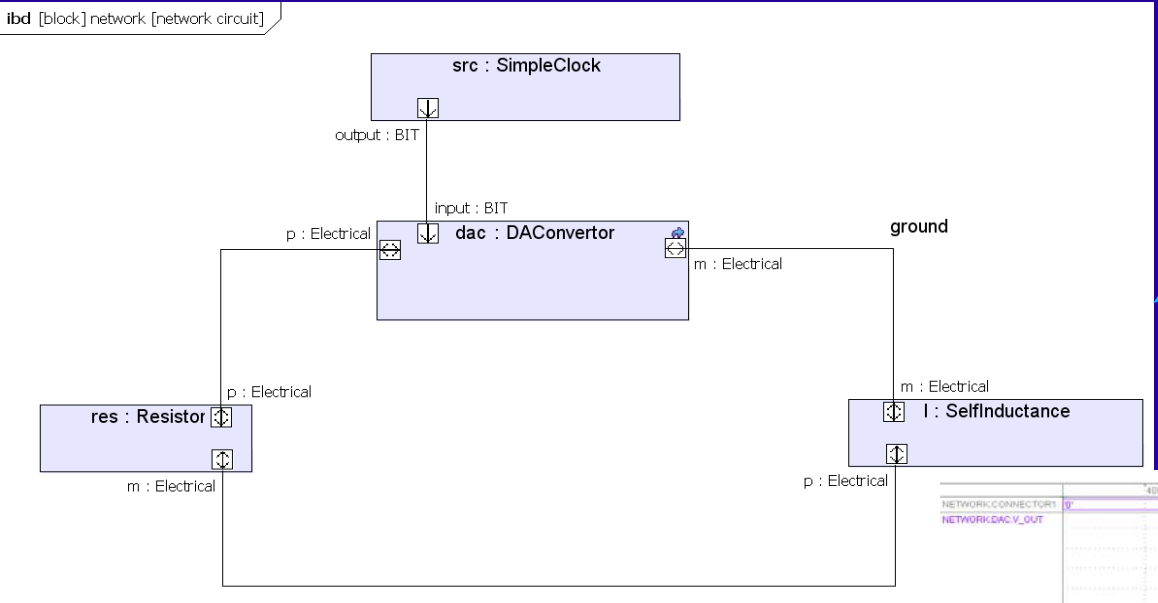 ibd [block] network [network circuit]
src : SimpleClock
output : BIT
input : BIT
p : Electrical
dac : DAConvertor
ground
m : Electrical
p : Electrical
m : Electrical
res : Resistor
l : SelfInductance
m : Electrical
p : Electrical
NETWORK.CONNECTOR1
'0'
NETWORK.DAC.V_OUT